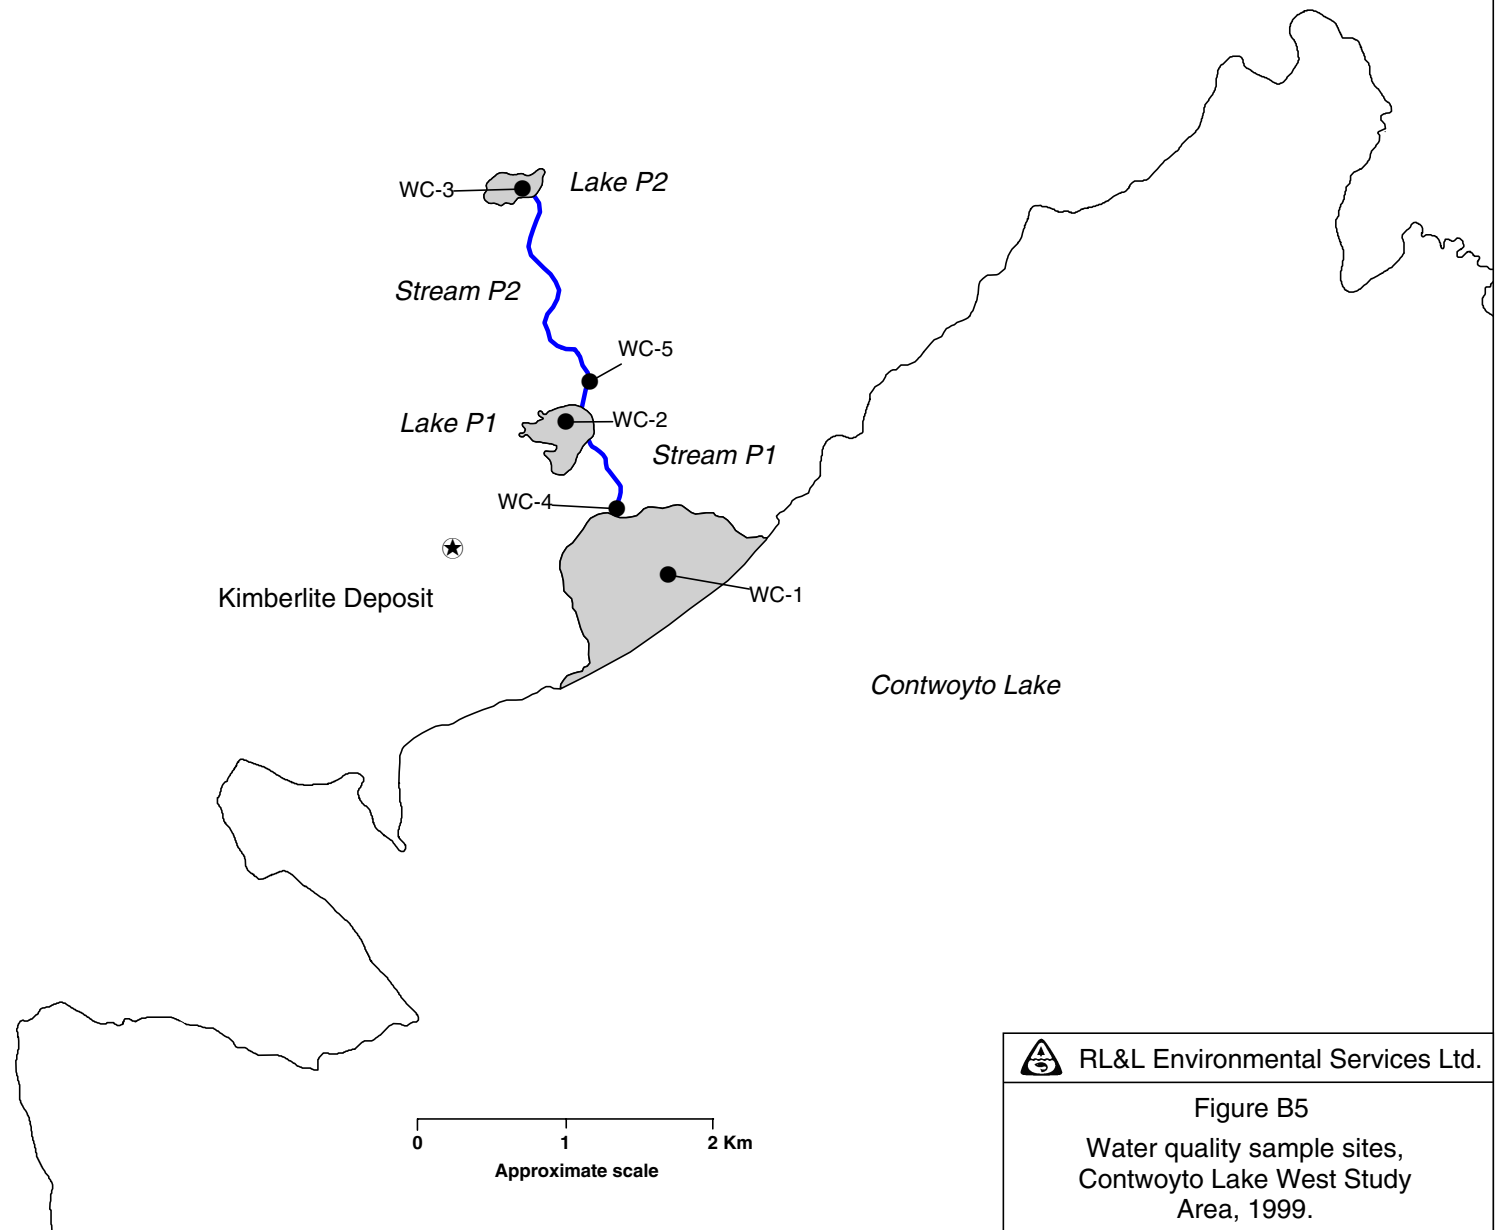 WC-3
Lake P2
Stream P2
WC-5
Lake P1
WC-2
Stream P1
WC-4
Kimberlite Deposit
WC-1
Contwoyto Lake
0 1 2 Km
Approximate scale
RL&L Environmental Services Ltd.
Figure B5
Water quality sample sites,
Contwoyto Lake West Study
Area, 1999.